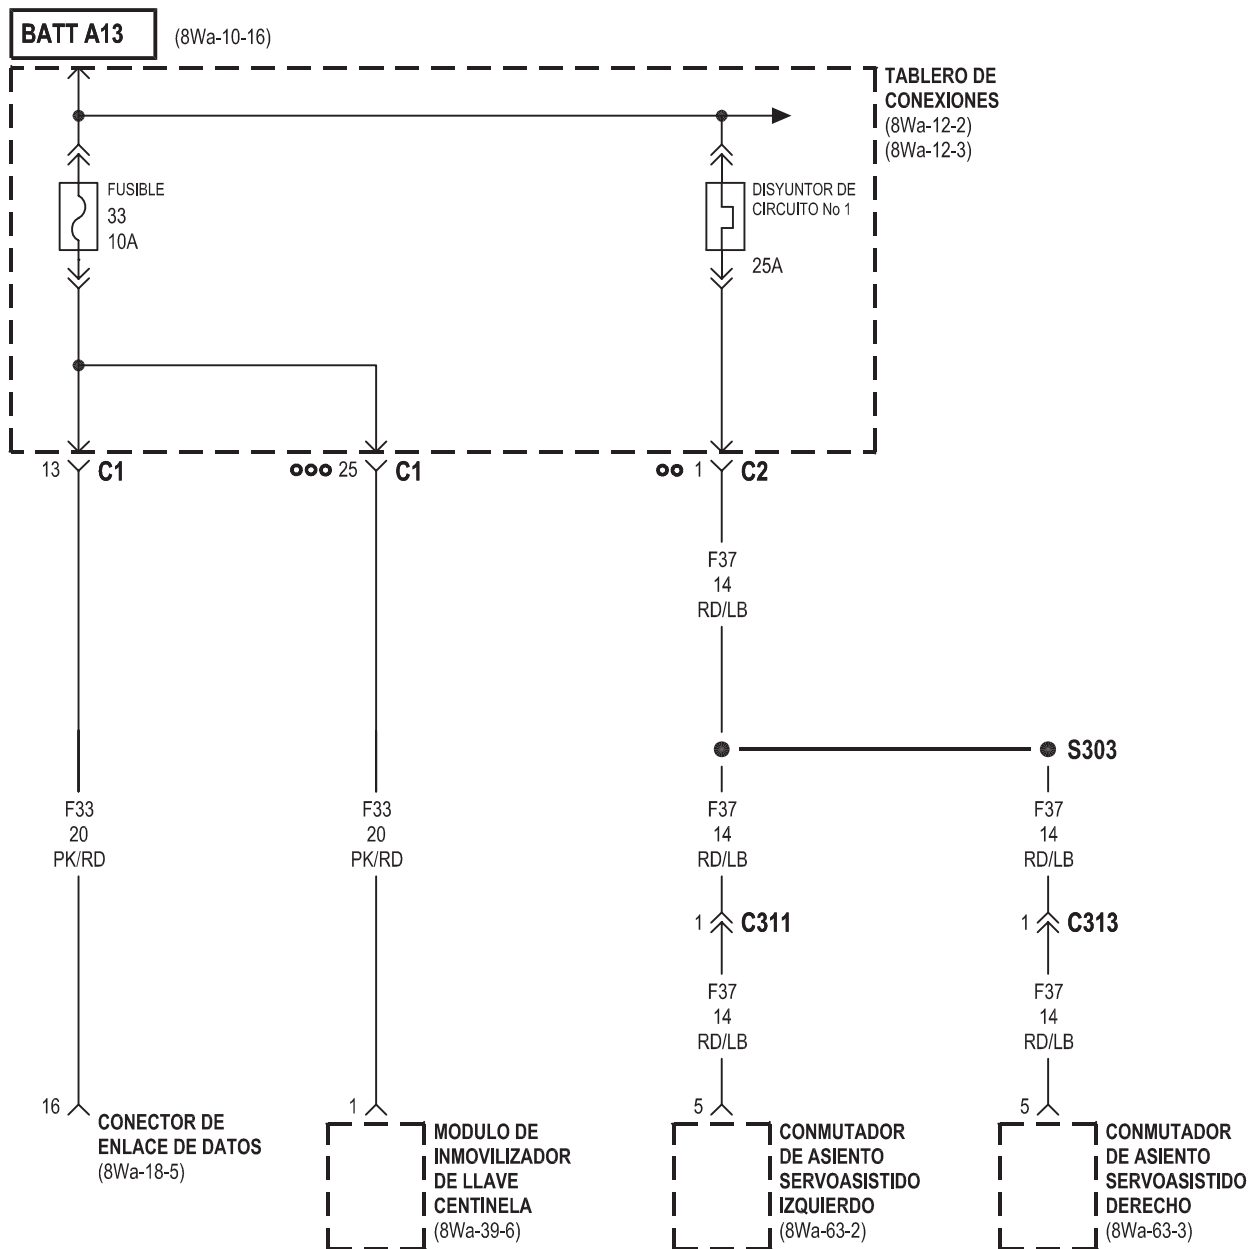 BATT A13
(8Wa-10-16)
TABLERO DE
CONEXIONES
(8Wa-12-2)
(8Wa-12-3)
FUSIBLE
33
10A
DISYUNTOR DE
CIRCUITO No 1
25A
13 C1
25 C1
1 C2
F37
14
RD/LB
S303
F33
20
PK/RD
F33
20
PK/RD
F37
14
RD/LB
F37
14
RD/LB
1 C311
1 C313
F37
14
RD/LB
F37
14
RD/LB
16
CONECTOR DE
ENLACE DE DATOS
(8Wa-18-5)
1
MODULO DE
INMOVILIZADOR
DE LLAVE
CENTINELA
(8Wa-39-6)
5
CONMUTADOR
DE ASIENTO
SERVOASISTIDO
IZQUIERDO
(8Wa-63-2)
5
CONMUTADOR
DE ASIENTO
SERVOASISTIDO
DERECHO
(8Wa-63-3)